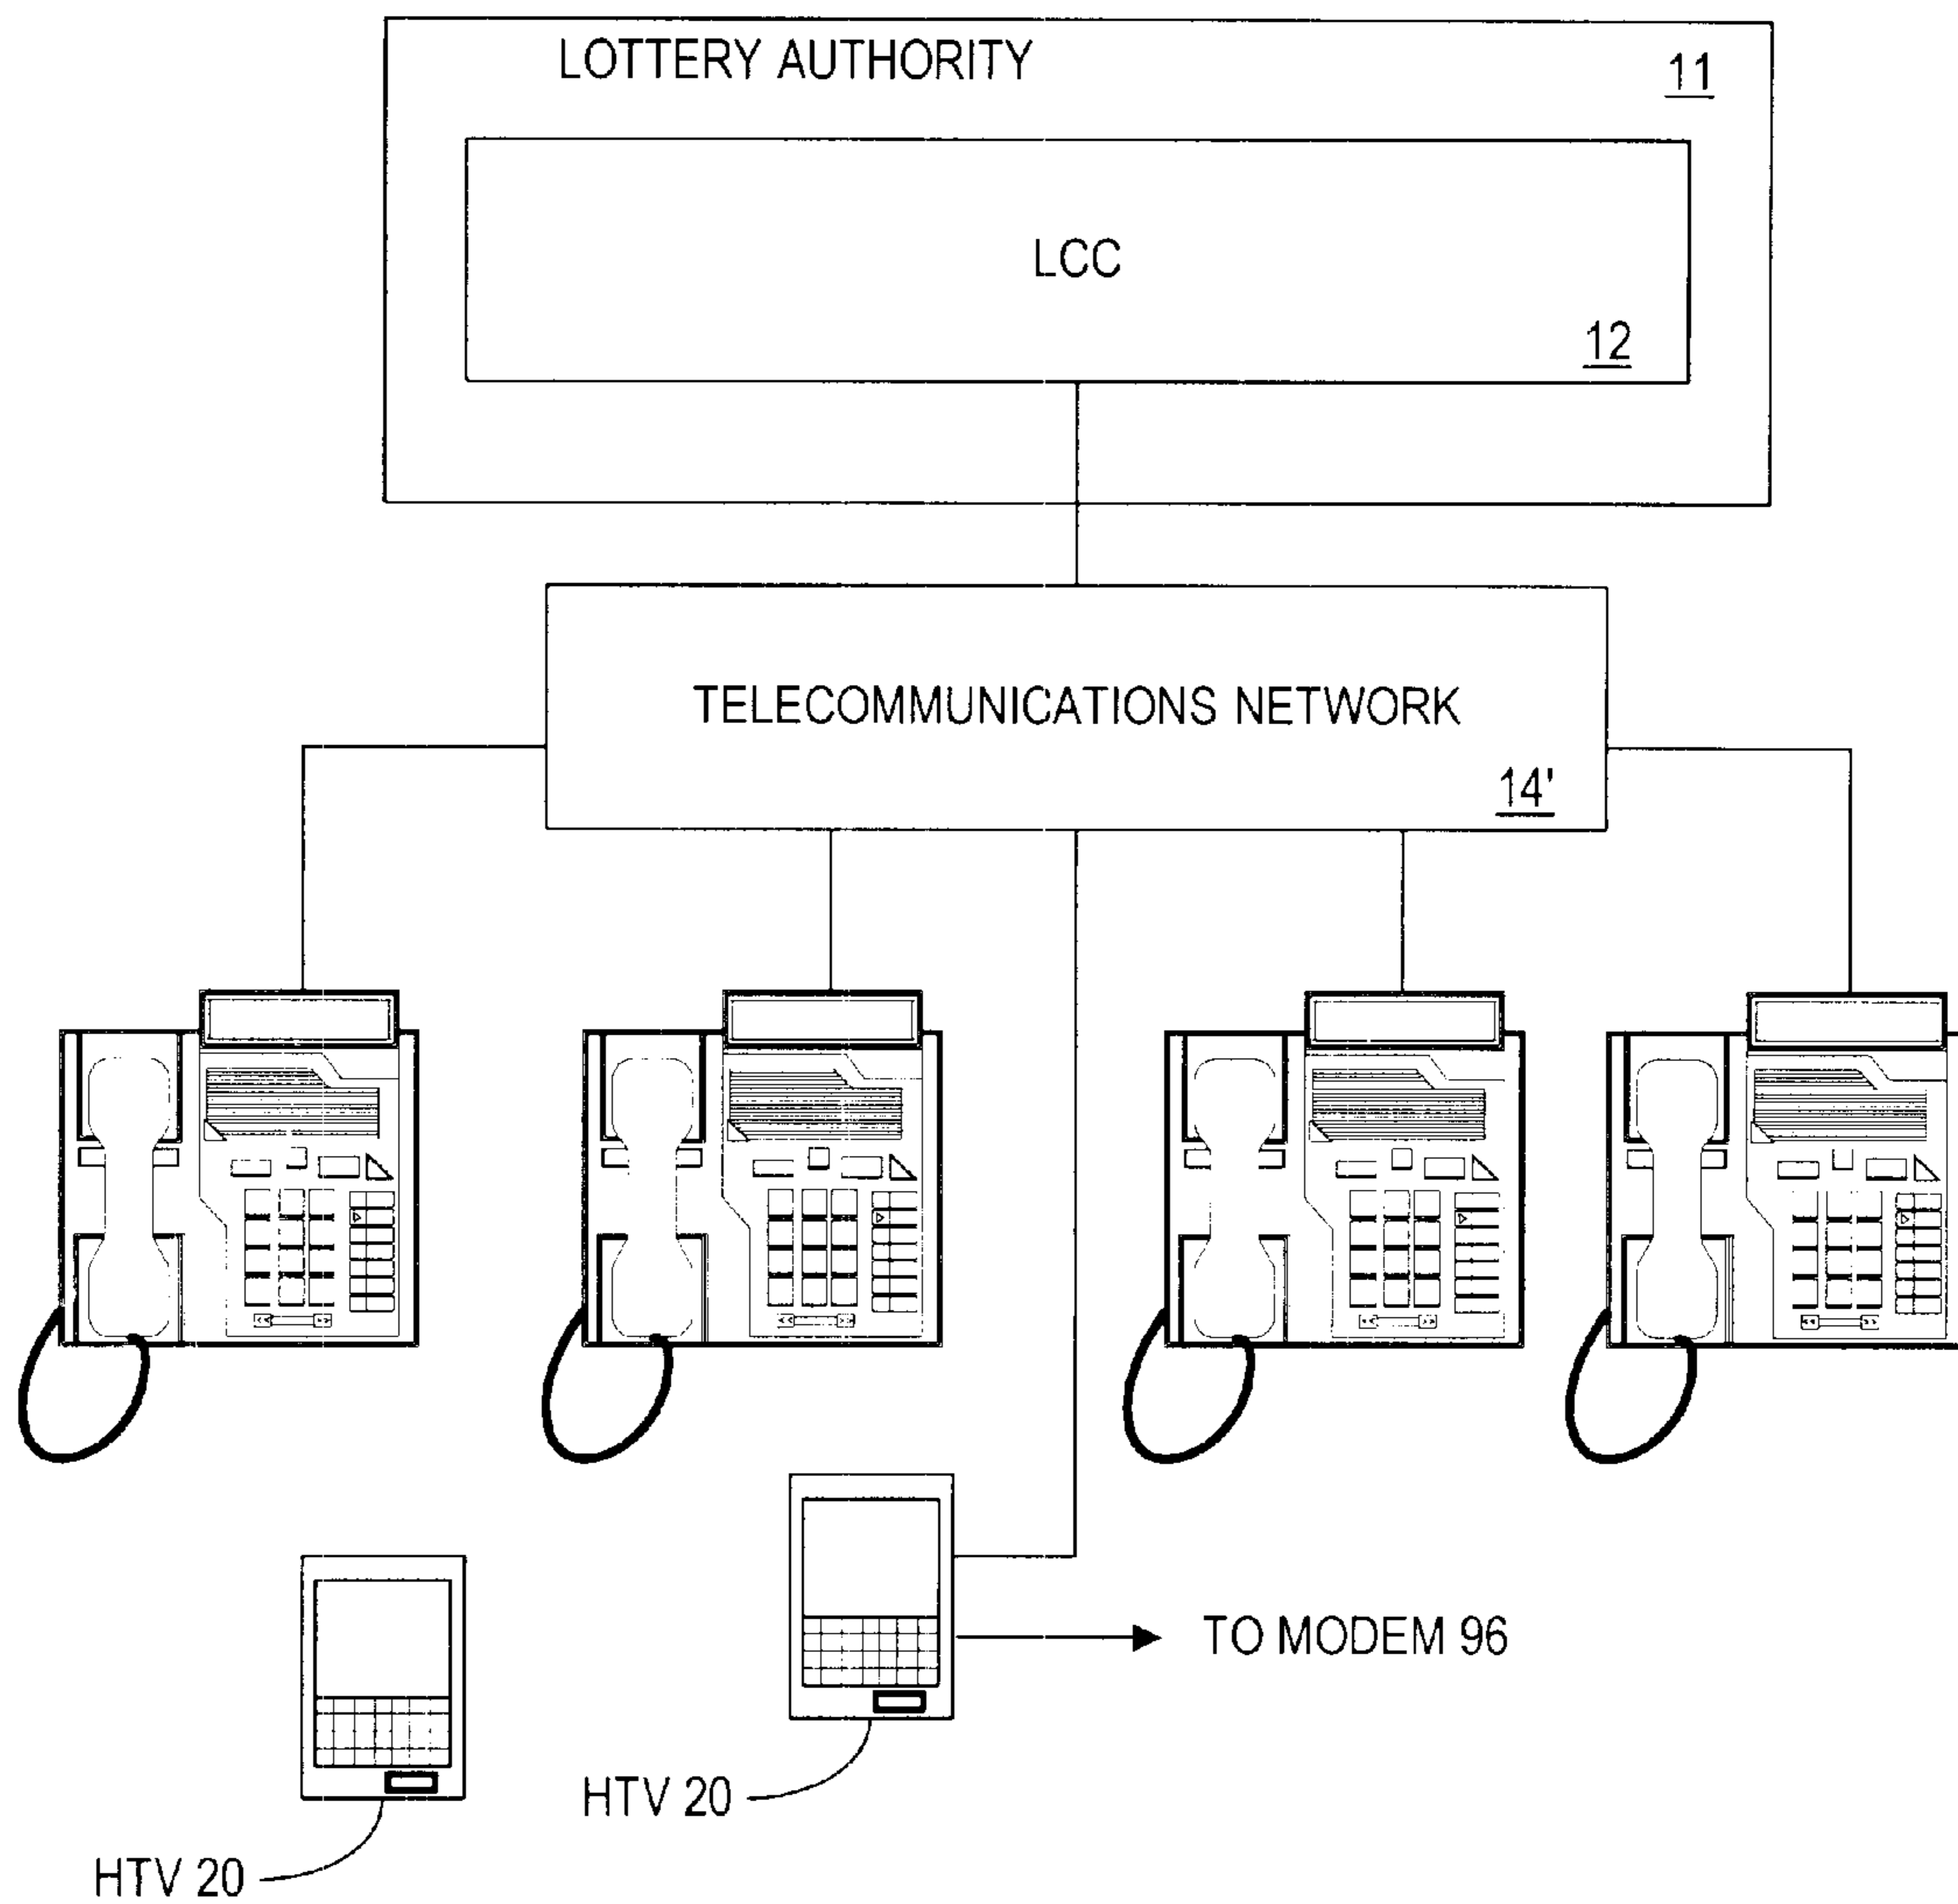 LOTTERY AUTHORITY
11
LCC
12
TELECOMMUNICATIONS NETWORK
14'
TO MODEM 96
HTV 20
HTV 20